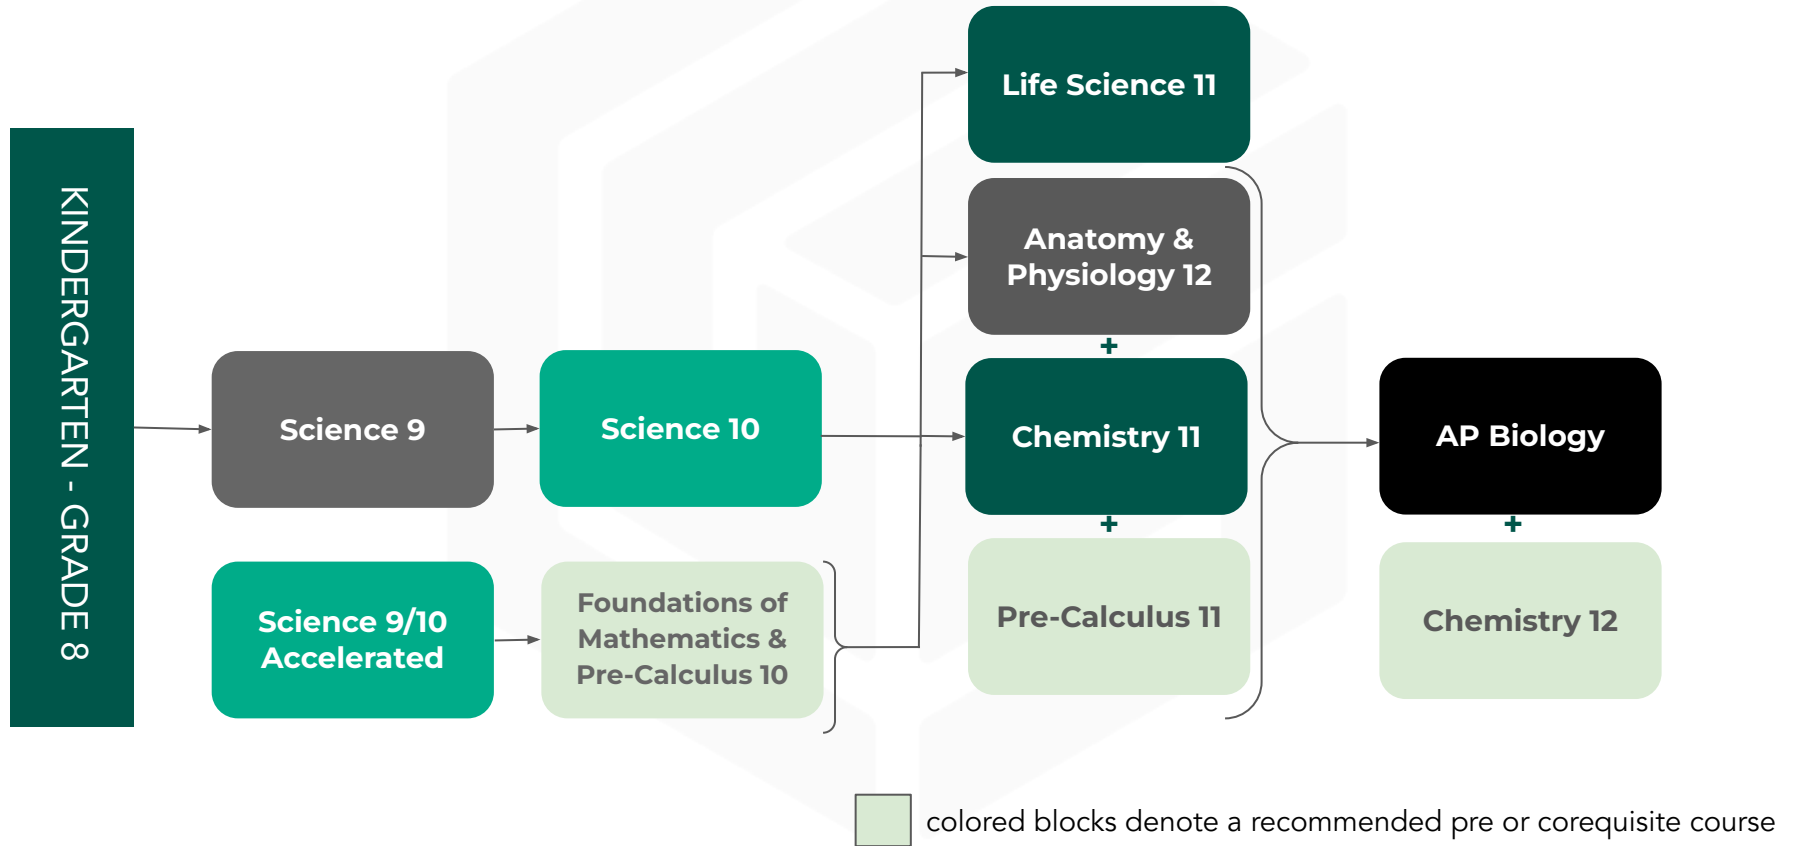 KINDERGARTEN - GRADE 8
Science 9
Science 10
Science 9/10
Accelerated
Foundations of
Mathematics &
Pre-Calculus 10
Life Science 11
Anatomy &
Physiology 12
+
Chemistry 11
+
Pre-Calculus 11
AP Biology
+
Chemistry 12
colored blocks denote a recommended pre or corequisite course